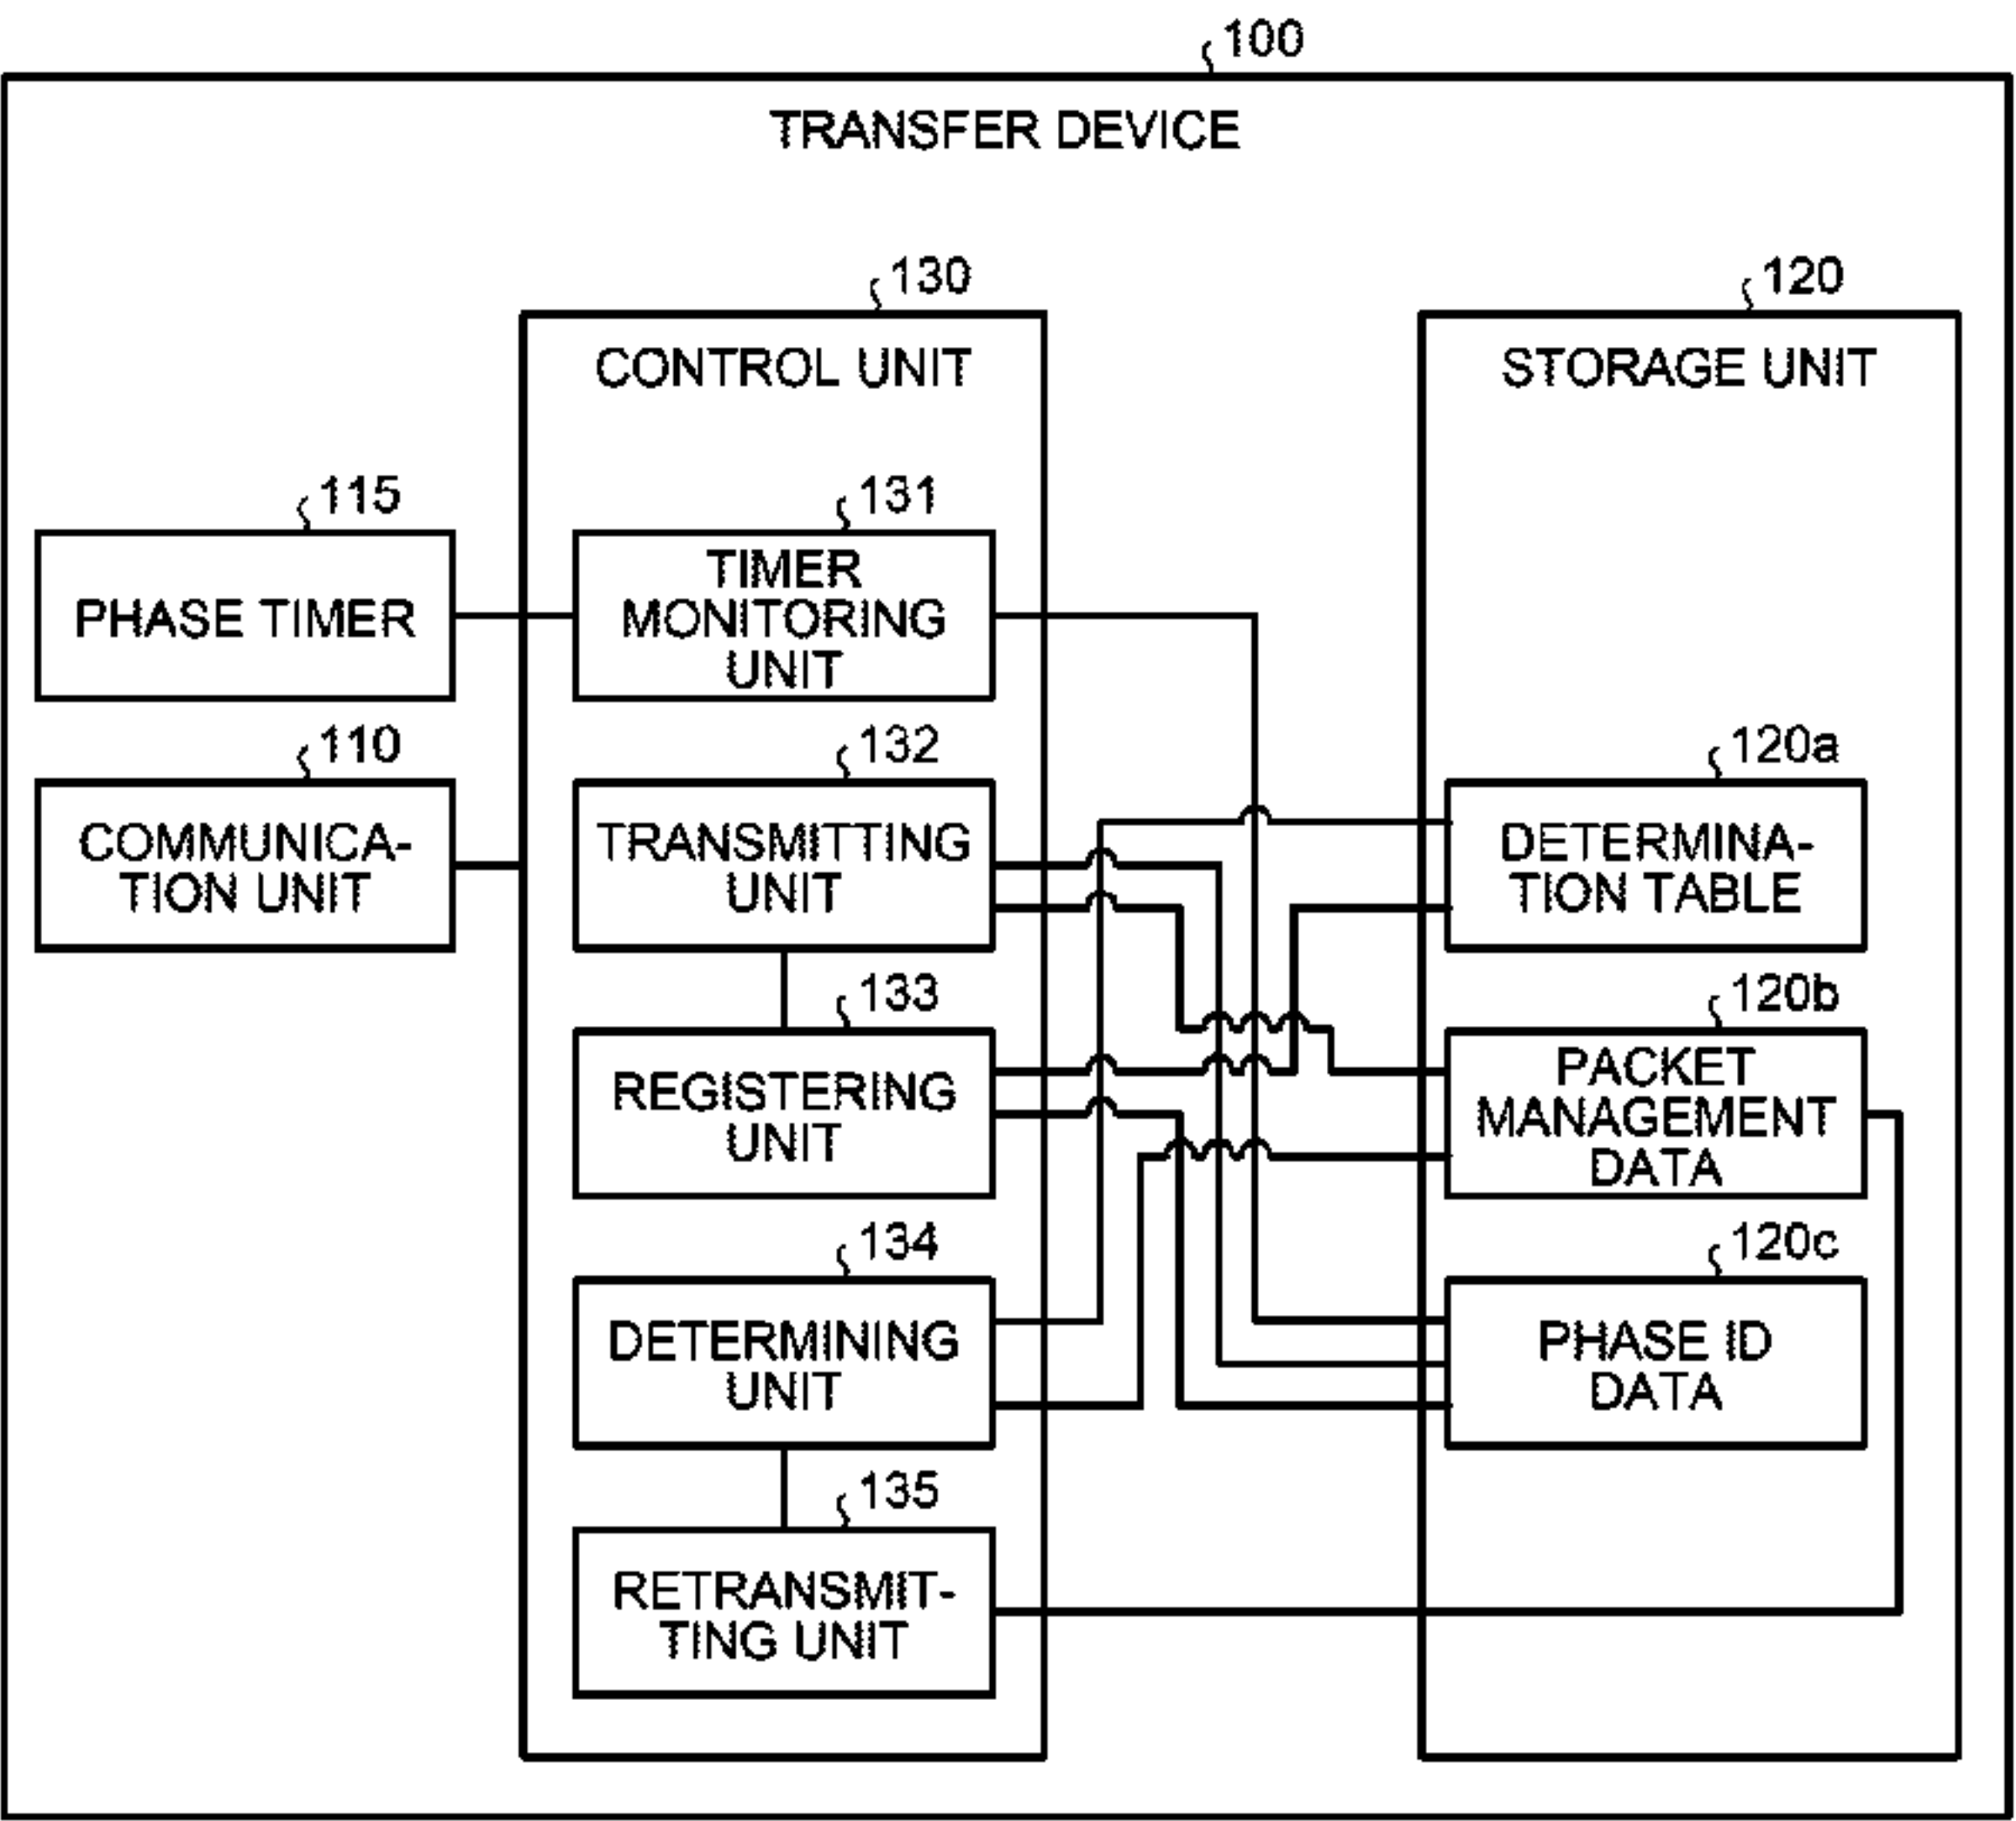 100
TRANSFER DEVICE
130
CONTROL UNIT
120
STORAGE UNIT
115
PHASE TIMER
110
COMMUNICA-
TION UNIT
131
TIMER
MONITORING
UNIT
132
TRANSMITTING
UNIT
133
REGISTERING
UNIT
134
DETERMINING
UNIT
135
RETRANSMIT-
TING UNIT
120a
DETERMINA-
TION TABLE
120b
PACKET
MANAGEMENT
DATA
120c
PHASE ID
DATA